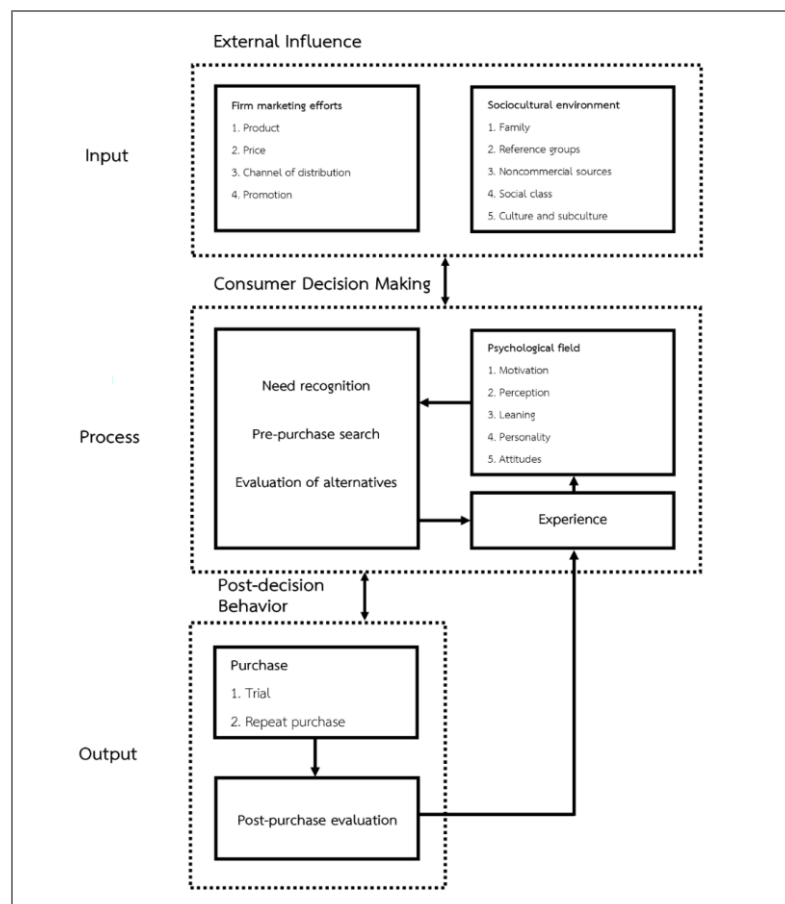 External Influence
Input
Firm marketing efforts
1. Product
2. Price
3. Channel of distribution
4. Promotion
Sociocultural environment
1. Family
2. Reference groups
3. Noncommercial sources
4. Social class
5. Culture and subculture
Consumer Decision Making
Process
Need recognition
Pre-purchase search
Evaluation of alternatives
Psychological field
1. Motivation
2. Perception
3. Leaning
4. Personality
5. Attitudes
Experience
Post-decision
Behavior
Output
Purchase
1. Trial
2. Repeat purchase
Post-purchase evaluation